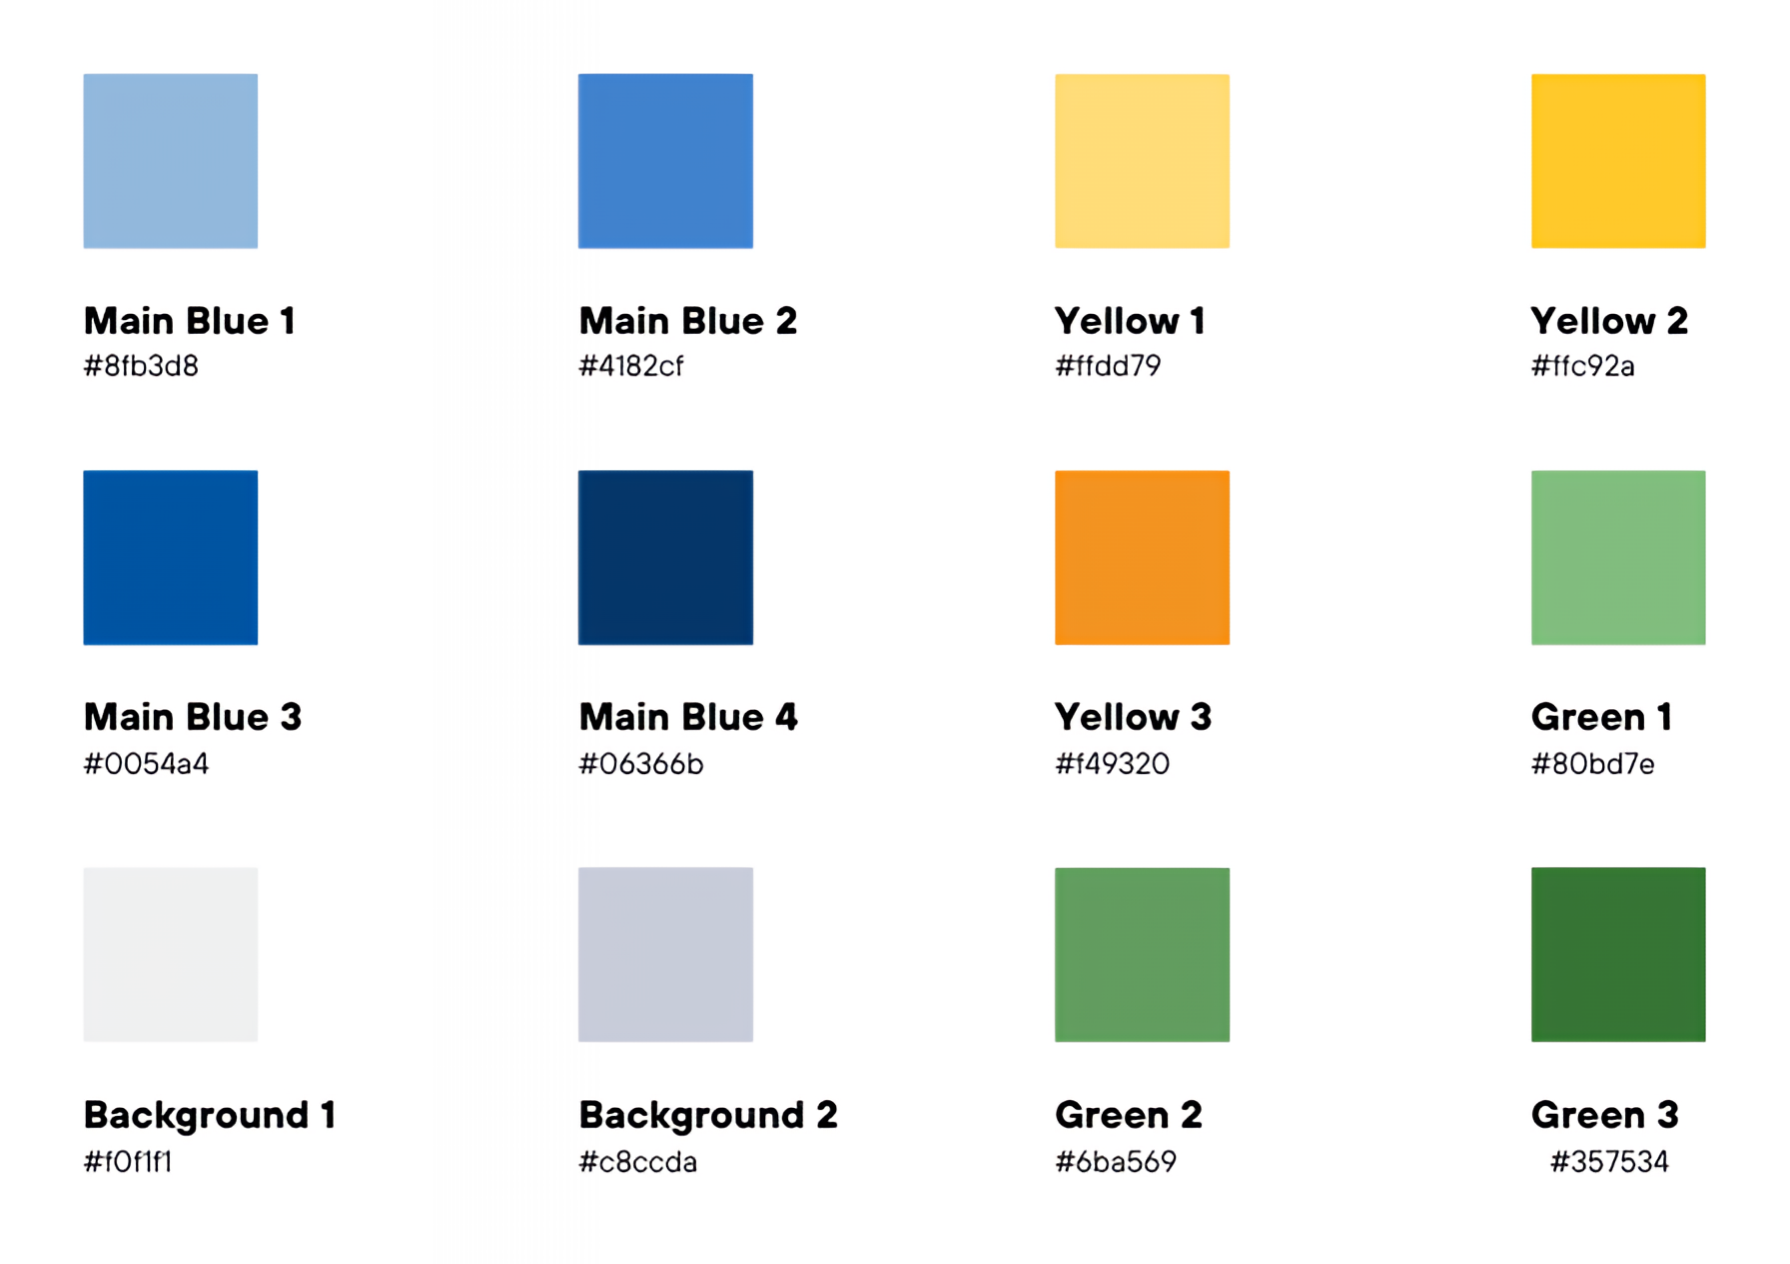 Main Blue 1
#8fb3d8
Main Blue 2
#4182cf
Yellow 1
#ffdd79
Yellow 2
#ffc92a
Main Blue 3
#0054a4
Main Blue 4
#06366b
Yellow 3
#f49320
Green 1
#80bd7e
Background 1
#f0f1f1
Background 2
#c8ccda
Green 2
#6ba569
Green 3
#357534